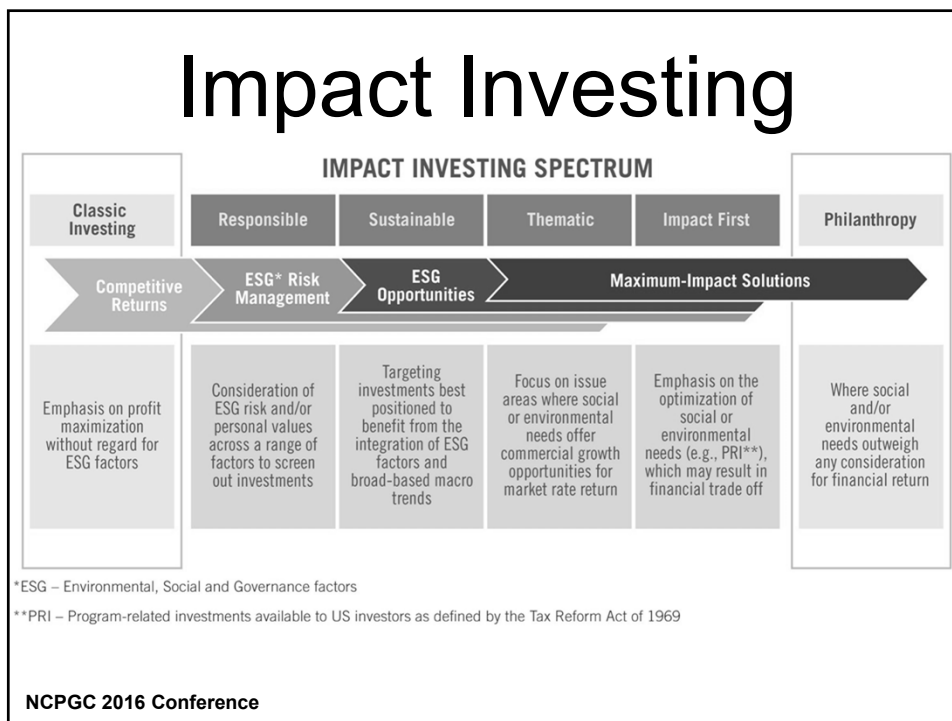 Impact Investing
IMPACT INVESTING SPECTRUM
Classic
Investing
Responsible
Sustainable
Thematic
Impact First
Philanthropy
Competitive
Returns
ESG* Risk
Management
ESG
Opportunities
Maximum-Impact Solutions
Emphasis on profit
maximization
without regard for
ESG factors
Consideration of
ESG risk and/or
personal values
across a range of
factors to screen
out investments
Targeting
investments best
positioned to
benefit from the
integration of ESG
factors and
broad-based macro
trends
Focus on issue
areas where social
or environmental
needs offer
commercial growth
opportunities for
market rate return
Emphasis on the
optimization of
social or
environmental
needs (e.g., PRI**),
which may result in
financial trade off
Where social
and/or
environmental
needs outweigh
any consideration
for financial return
*ESG – Environmental, Social and Governance factors
**PRI – Program-related investments available to US investors as defined by the Tax Reform Act of 1969
NCPGC 2016 Conference